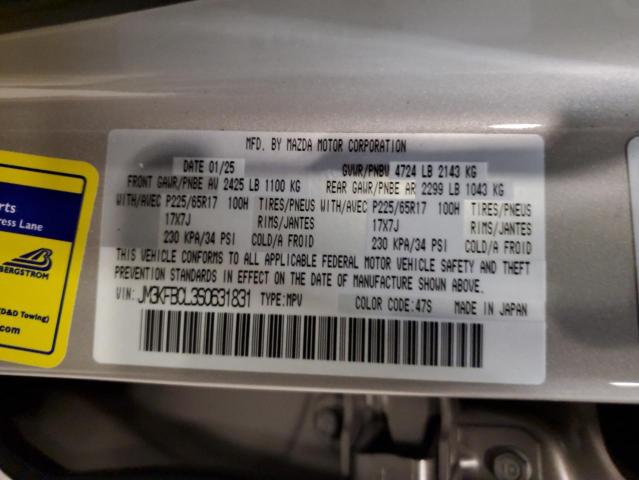 MFD. BY MAZDA MOTOR CORPORATION
DATE 01/25 GVWR/PNBV 4724 LB 2143 KG
FRONT GAWR/PNBE AV 2425 LB 1100 KG REAR GAWR/PNBE AR 2299 LB 1043 KG
WITH/AVEC P225/65R17 100H TIRES/PNEUS WITH/AVEC P225/65R17 100H TIRES/PNEUS
17X7J RIMS/JANTES 17X7J RIMS/JANTES
230 KPA/34 PSI COLD/A FROID 230 KPA/34 PSI COLD/A FROID
THIS VEHICLE CONFORMS TO ALL APPLICABLE FEDERAL MOTOR VEHICLE SAFETY AND THEFT
PREVENTION STANDARDS IN EFFECT ON THE DATE OF MANUFACTURE SHOWN ABOVE.
VIN: JM3KFBCL3S0631831 TYPE:MPV COLOR CODE:47S MADE IN JAPAN
rts
ress Lane
BERGSTROM
(D&D Towing)
.com